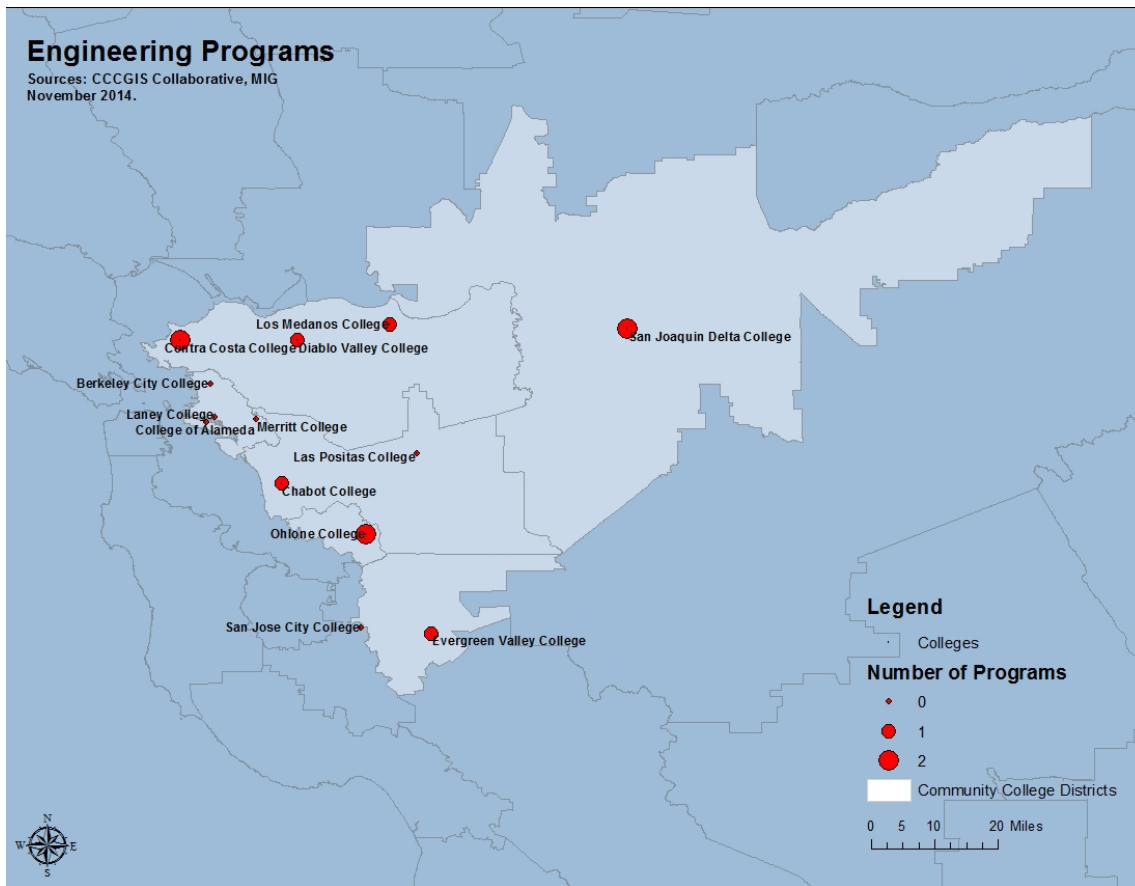 Engineering Programs
Sources: CCCGIS Collaborative, MIG
November 2014.
Los Medanos College
San Joaquin Delta College
Contra Costa College
Diablo Valley College
Berkeley City College
Laney College
College of Alameda
Merritt College
Las Positas College
Chabot College
Ohlone College
San Jose City College
Evergreen Valley College
Legend
Colleges
Number of Programs
0
1
2
Community College Districts
0 5 10 20 Miles
N
W E
S